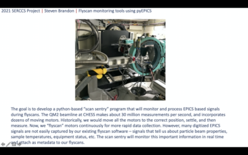 2021 SERCCS Project | Steven Brandon | Flyscan monitoring tools using pyEPICS
The goal is to develop a python-based "scan sentry" program that will monitor and process EPICS based signals
during flyscans. The QM2 beamline at CHESS makes about 30 million measurements per second, and incorporates
dozens of moving motors. Historically, we would move all the motors to the correct position, settle, and then
measure. Now, we "flyscan" motors continuously for more rapid data collection. However, many digitized EPICS
signals are not easily captured by our existing flyscan software – signals that tell us about particle beam properties,
sample temperatures, equipment status, etc. The scan sentry will monitor this important information in real time
and attach as metadata to our flyscans.